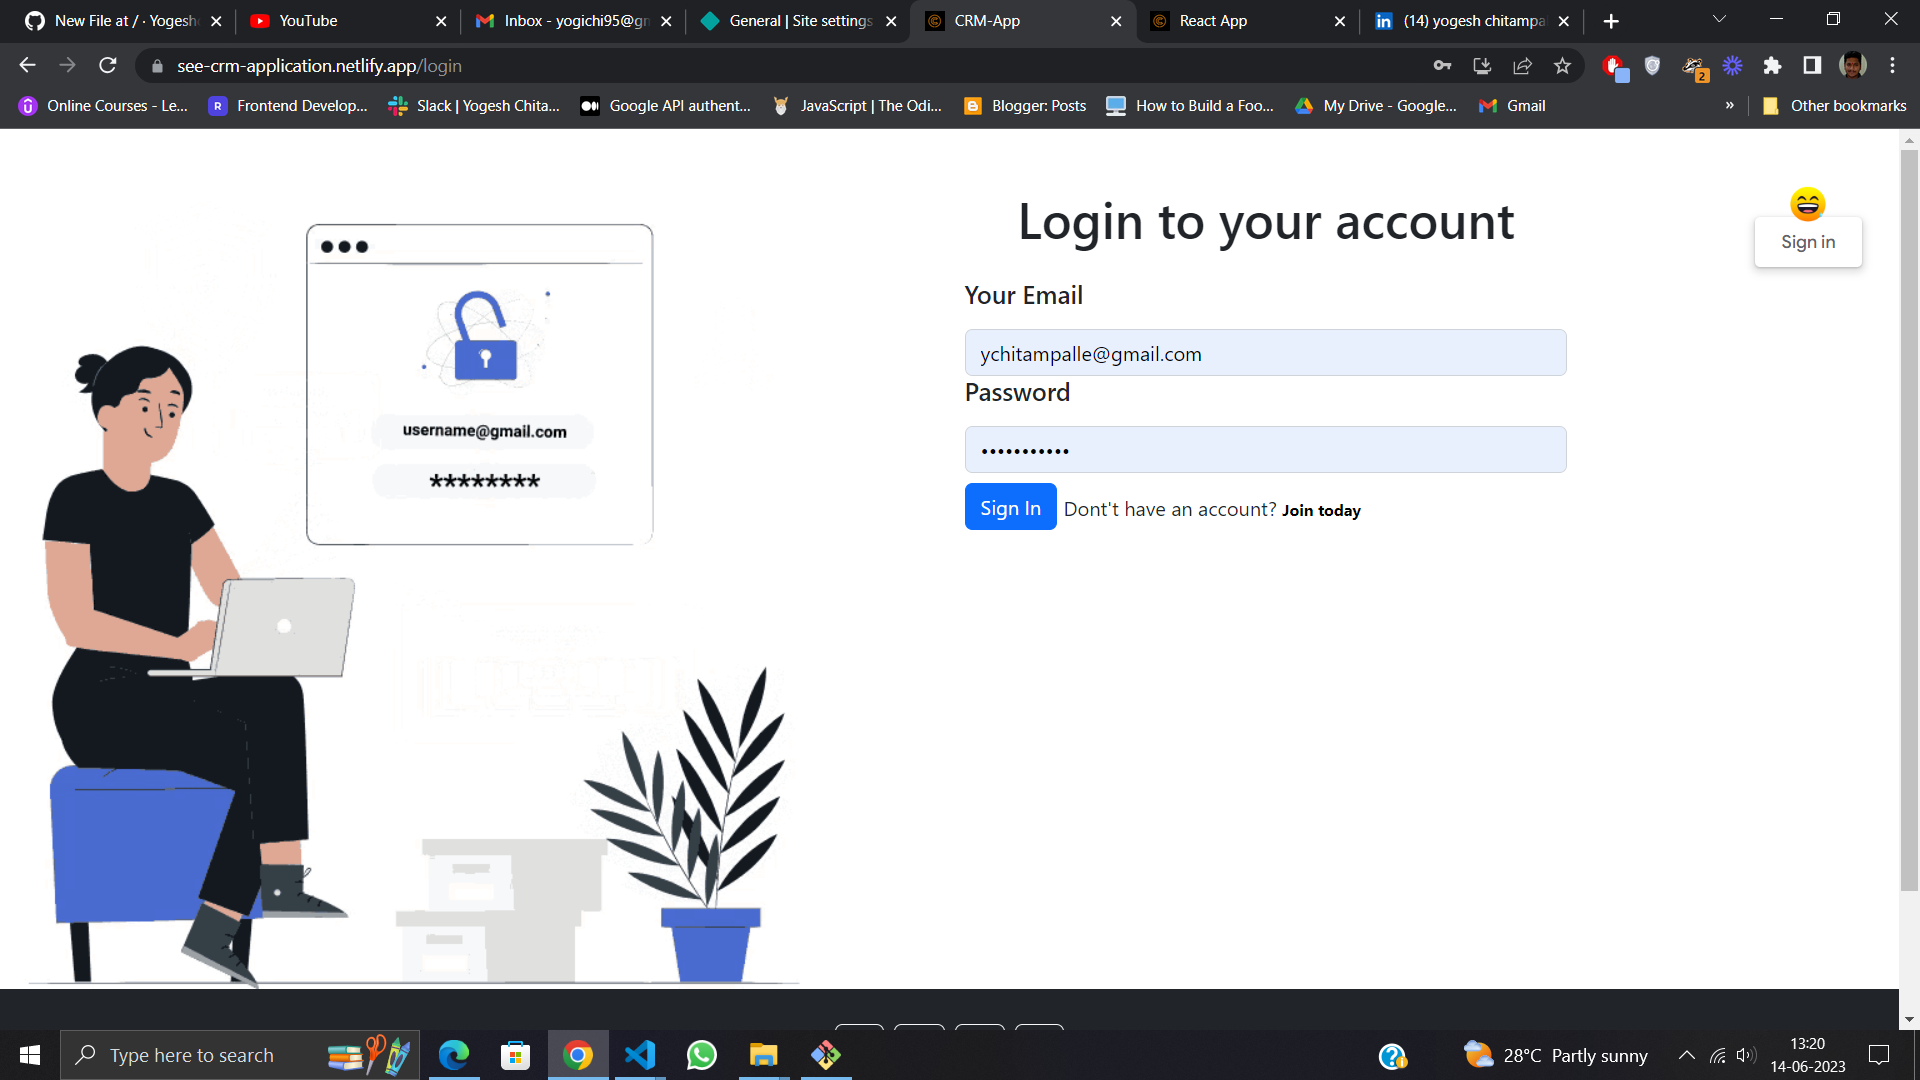 New File at / · Yogesh
YouTube
Inbox - yogichi95@gm
General | Site settings
CRM-App
React App
(14) yogesh chitampa
see-crm-application.netlify.app/login
2
Online Courses - Le...
Frontend Develop...
Slack | Yogesh Chita...
Google API authent...
JavaScript | The Odi...
Blogger: Posts
How to Build a Foo...
My Drive - Google...
Gmail
»
Other bookmarks
Login to your account
Sign in
Your Email
ychitampalle@gmail.com
Password
•••••••••••
Sign In
Dont't have an account? Join today
username@gmail.com
********
Type here to search
28°C Partly sunny
13:20
14-06-2023